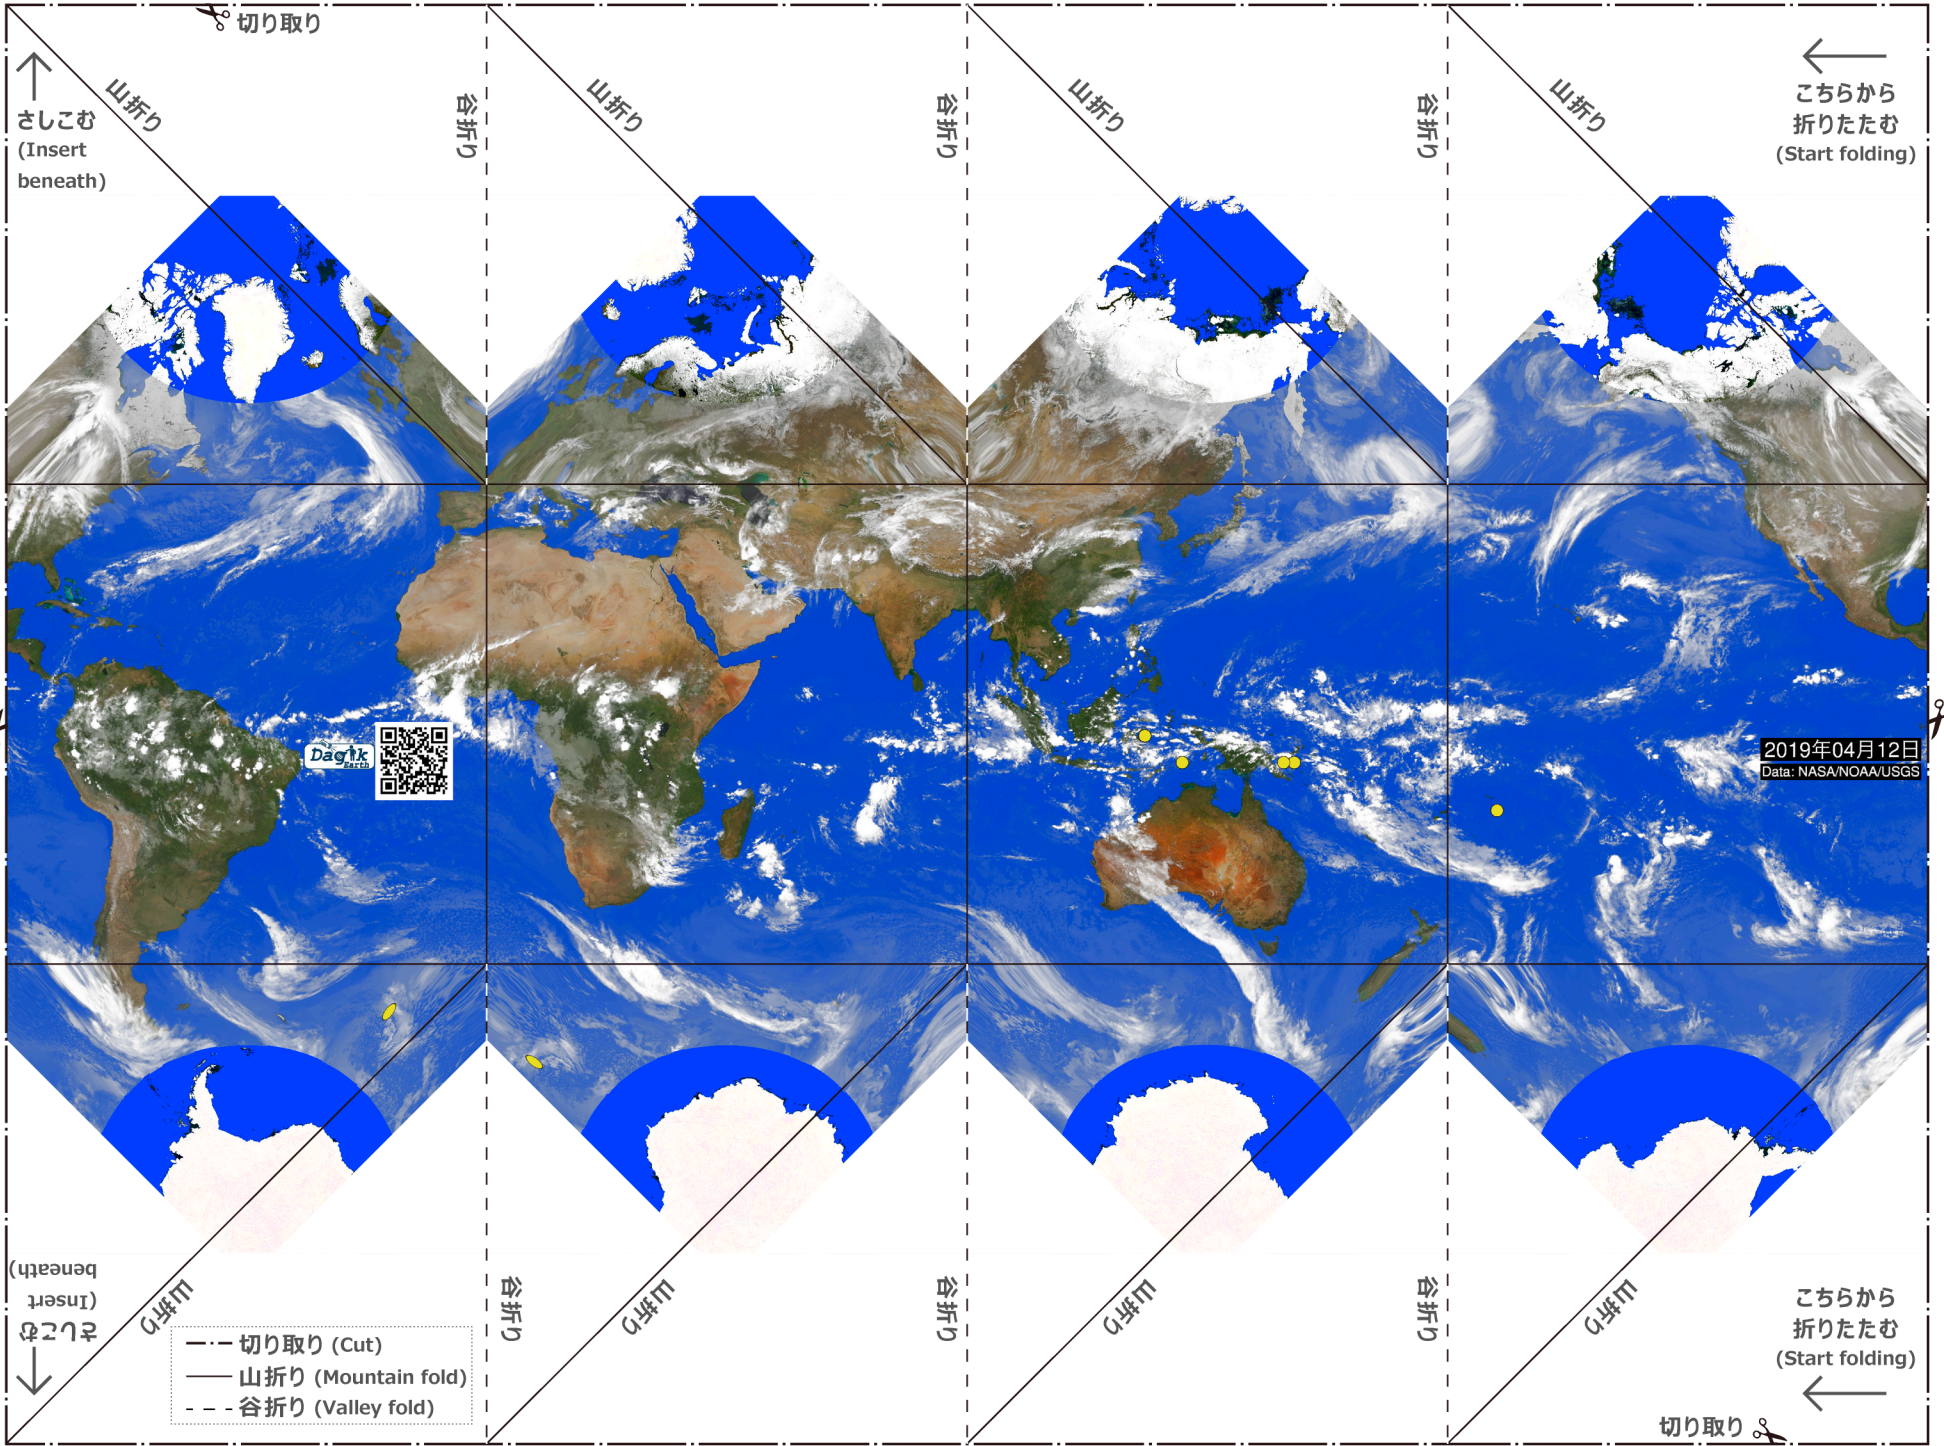 切り取り
山折り
谷折り
山折り
谷折り
山折り
谷折り
山折り
こちらから
折りたたむ
(Start folding)
さしこむ
(Insert
beneath)
Dagik
Earth
2019年04月12日
Data: NASA/NOAA/USGS
さしこむ
(Insert
beneath)
山折り
谷折り
山折り
谷折り
山折り
谷折り
山折り
切り取り (Cut)
山折り (Mountain fold)
谷折り (Valley fold)
こちらから
折りたたむ
(Start folding)
切り取り